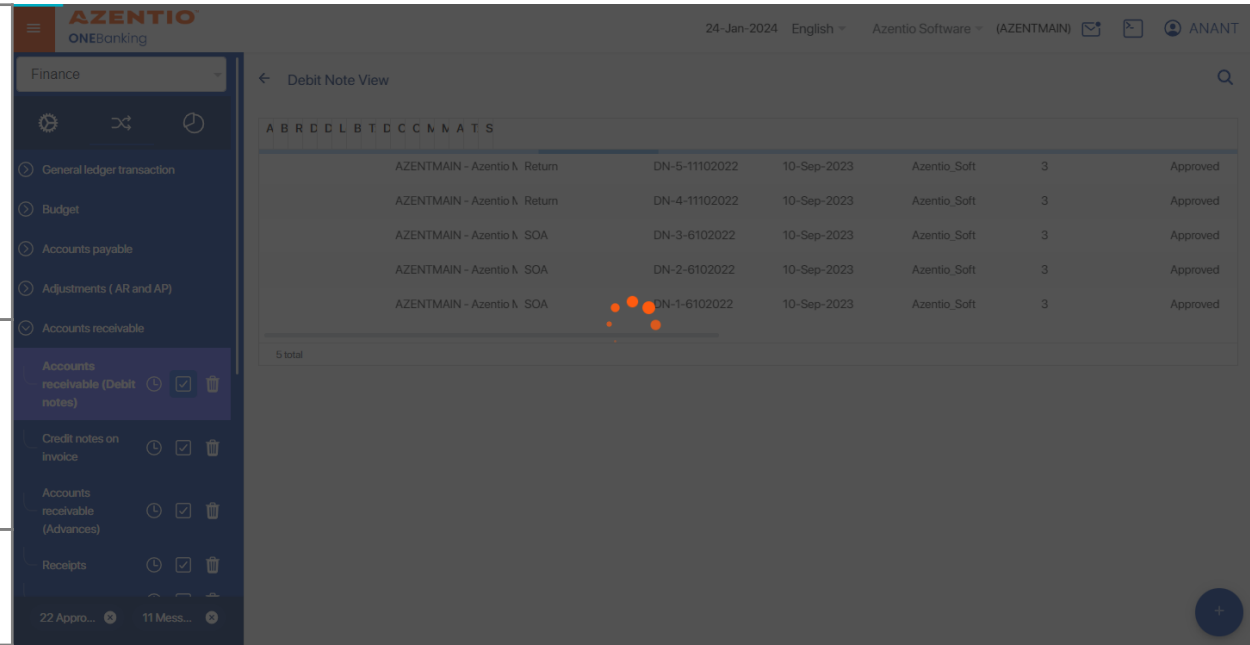 AZENTIO
ONEBanking
24-Jan-2024 English Azentio Software (AZENTMAIN) ANANT
Finance
Debit Note View
A B R D D L B T D C C M M A T S
General ledger transaction
Budget
Accounts payable
Adjustments ( AR and AP)
Accounts receivable
Accounts
receivable (Debit
notes)
Credit notes on
invoice
Accounts
receivable
(Advances)
Receipts
22 Appro... 11 Mess...
AZENTMAIN - Azentio Return DN-5-11102022 10-Sep-2023 Azentio_Soft 3 Approved
AZENTMAIN - Azentio Return DN-4-11102022 10-Sep-2023 Azentio_Soft 3 Approved
AZENTMAIN - Azentio SOA DN-3-6102022 10-Sep-2023 Azentio_Soft 3 Approved
AZENTMAIN - Azentio SOA DN-2-6102022 10-Sep-2023 Azentio_Soft 3 Approved
AZENTMAIN - Azentio SOA DN-1-6102022 10-Sep-2023 Azentio_Soft 3 Approved
5 total